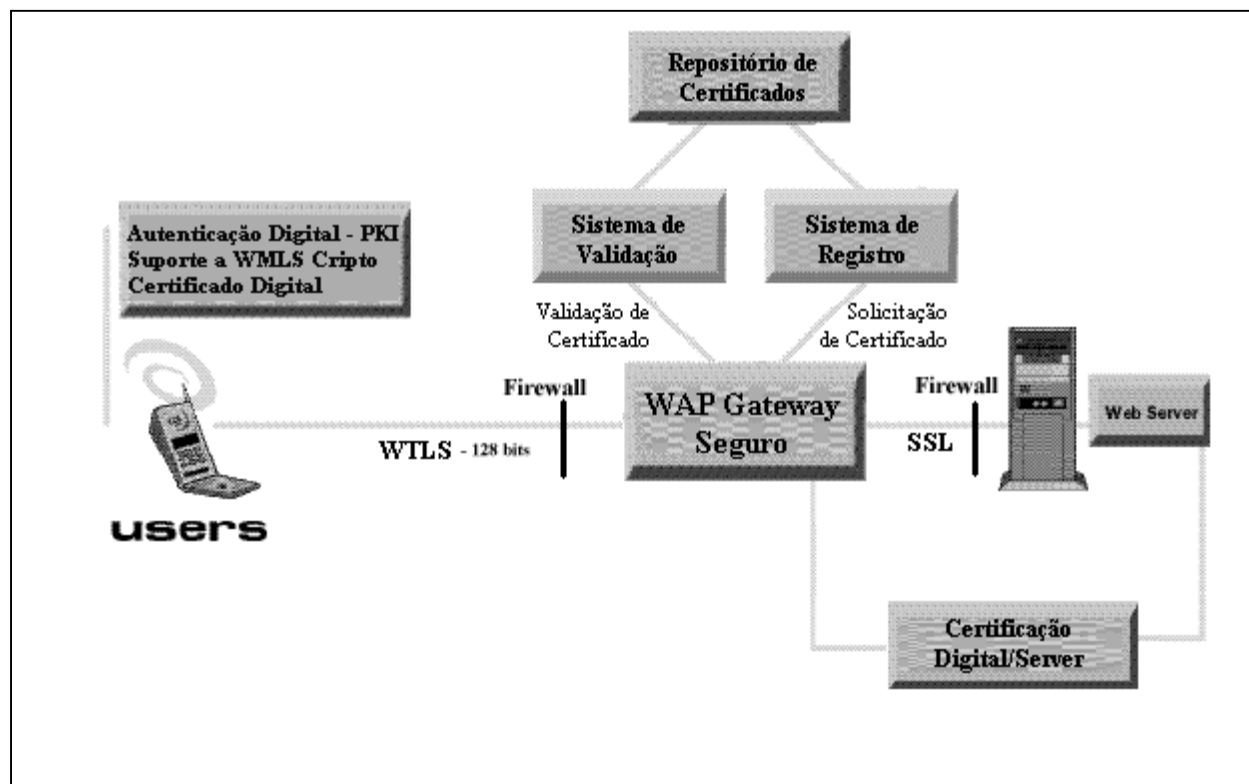 Repositório de
Certificados
Autenticação Digital - PKI
Suporte a WMLS Cripto
Certificado Digital
Sistema de
Validação
Sistema de
Registro
Validação de
Certificado
Solicitação
de Certificado
Firewall
WAP Gateway
Seguro
Firewall
Web Server
WTLS - 128 bits
SSL
users
Certificação
Digital/Server